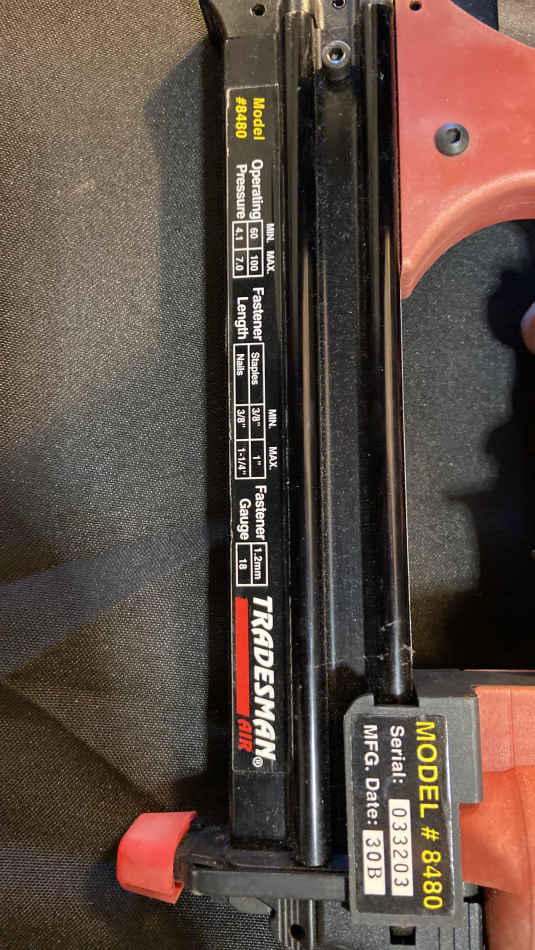 Model
#8480
Operating
Pressure
MIN. MAX.
60 100
4.1 7.0
Fastener
Length
MIN. MAX.
Staples 3/8" 1"
Nails 3/8" 1-1/4"
Fastener
Gauge
1.2mm
18
TRADESMAN®
AIR
MODEL # 8480
Serial: 033203
MFG. Date: 30B